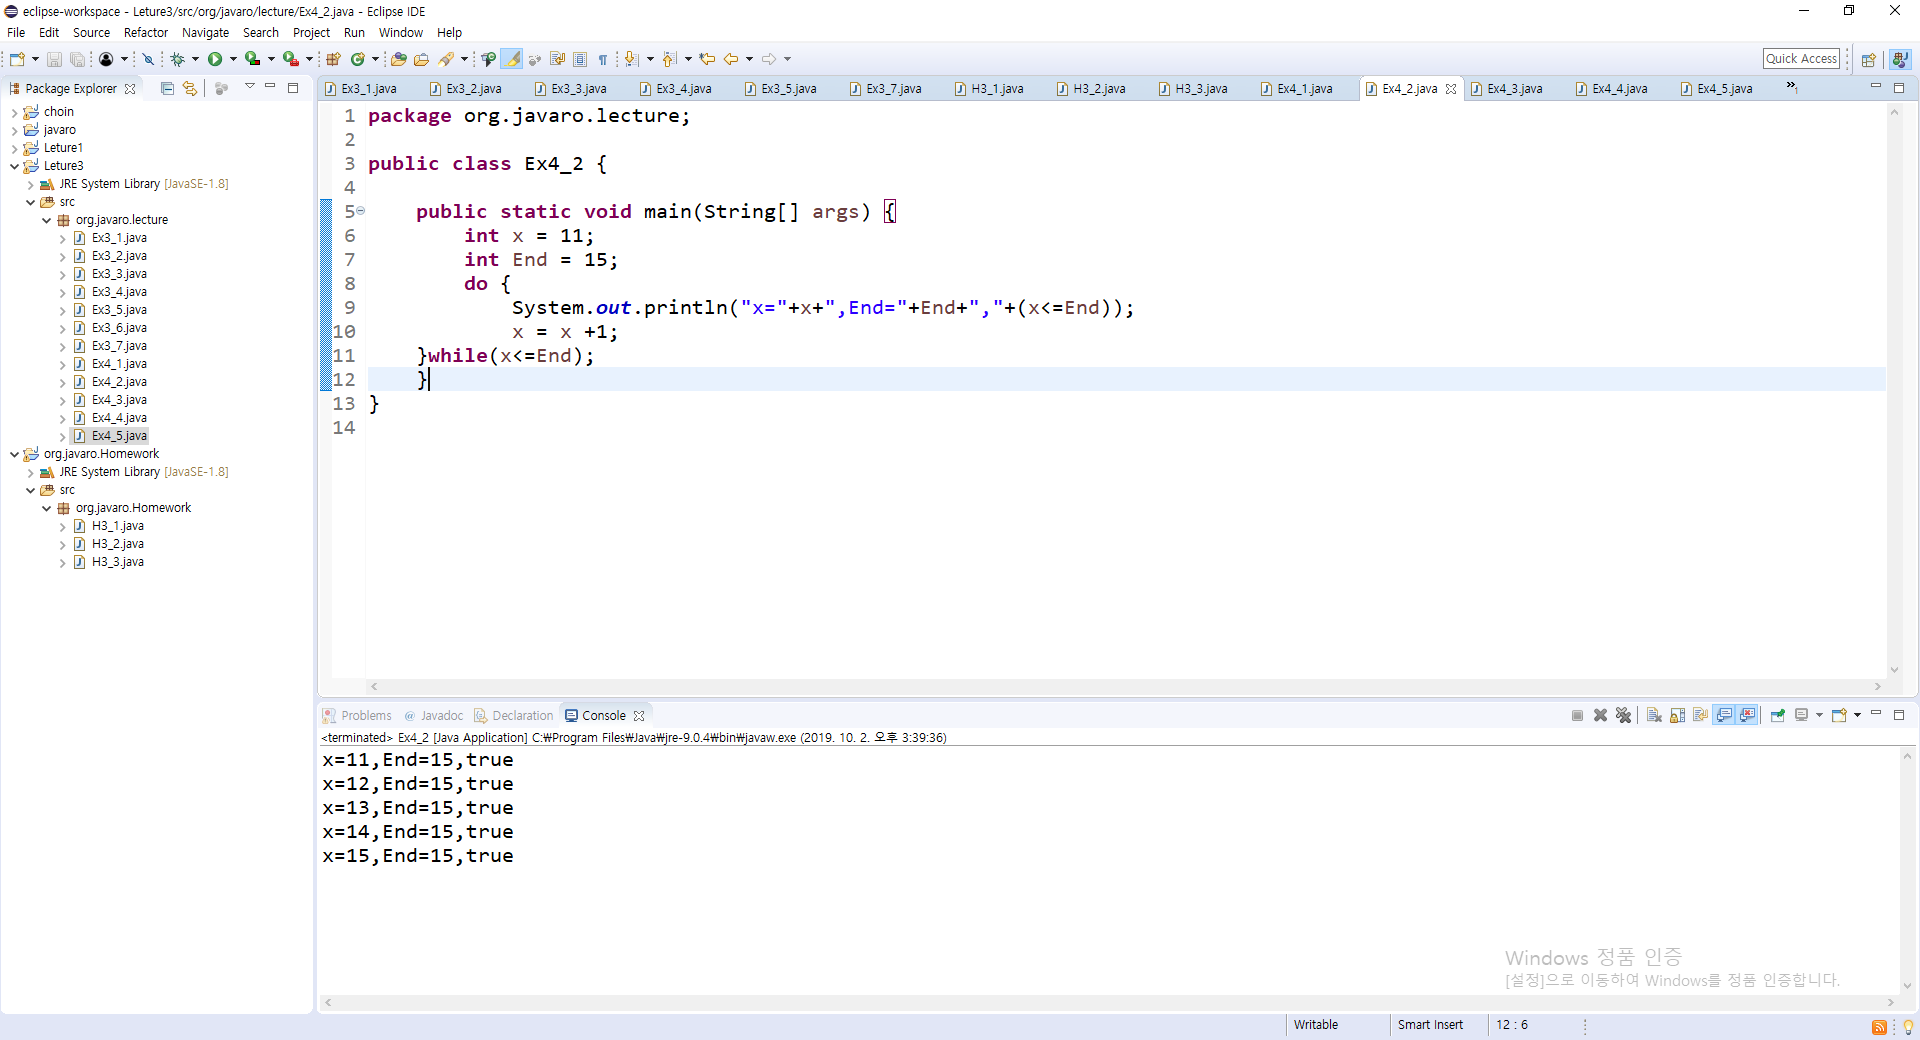 eclipse-workspace - Leture3/src/org/javaro/lecture/Ex4_2.java - Eclipse IDE
File Edit Source Refactor Navigate Search Project Run Window Help
Quick Access
Package Explorer
choin
javaro
Leture1
Leture3
JRE System Library [JavaSE-1.8]
src
org.javaro.lecture
Ex3_1.java
Ex3_2.java
Ex3_3.java
Ex3_4.java
Ex3_5.java
Ex3_6.java
Ex3_7.java
Ex4_1.java
Ex4_2.java
Ex4_3.java
Ex4_4.java
Ex4_5.java
org.javaro.Homework
JRE System Library [JavaSE-1.8]
src
org.javaro.Homework
H3_1.java
H3_2.java
H3_3.java
Ex3_1.java Ex3_2.java Ex3_3.java Ex3_4.java Ex3_5.java Ex3_7.java H3_1.java H3_2.java H3_3.java Ex4_1.java Ex4_2.java Ex4_3.java Ex4_4.java Ex4_5.java »1
1 package org.javaro.lecture;
2
3 public class Ex4_2 {
4
5 public static void main(String[] args) {
6 int x = 11;
7 int End = 15;
8 do {
9 System.out.println("x="+x+",End="+End+","+(x<=End));
10 x = x +1;
11 }while(x<=End);
12 }
13 }
14
Problems @ Javadoc Declaration Console
<terminated> Ex4_2 [Java Application] C:₩Program Files₩Java₩jre-9.0.4₩bin₩javaw.exe (2019. 10. 2. 오후 3:39:36)
x=11,End=15,true
x=12,End=15,true
x=13,End=15,true
x=14,End=15,true
x=15,End=15,true
Windows 정품 인증
[설정]으로 이동하여 Windows를 정품 인증합니다.
Writable Smart Insert 12 : 6